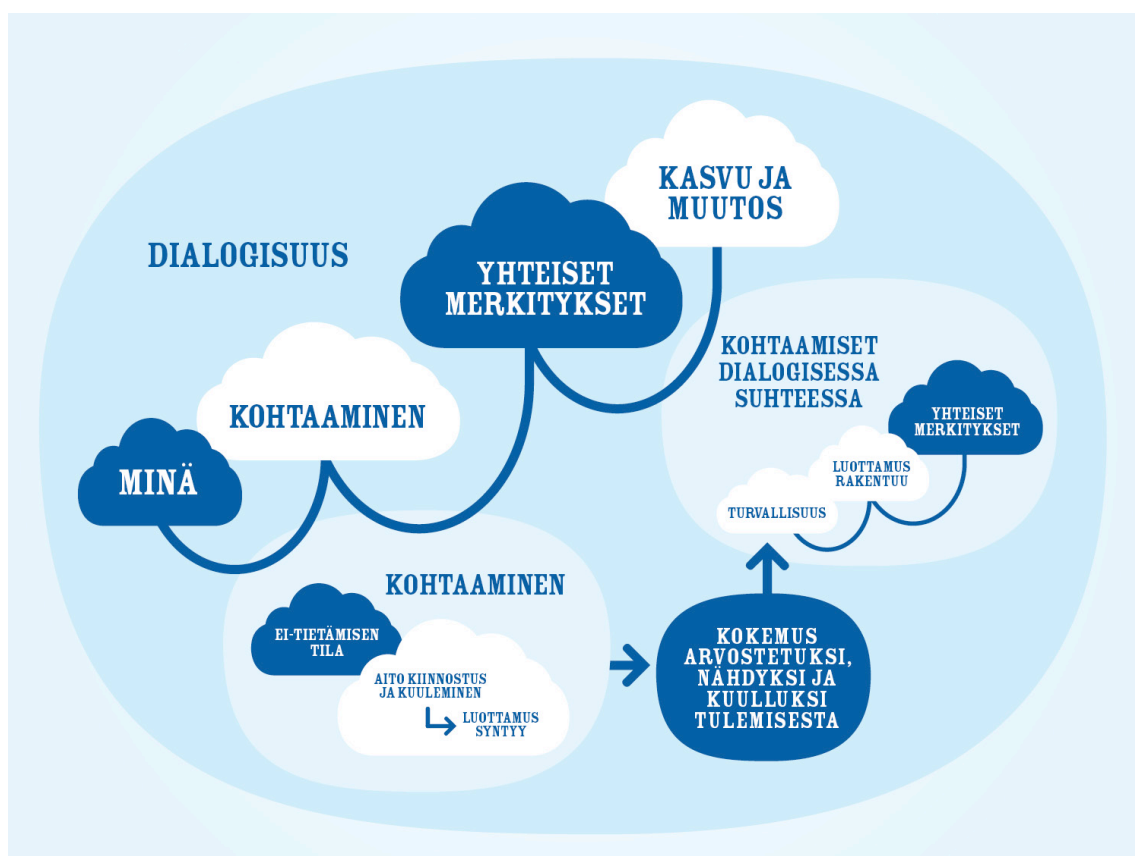 DIALOGISUUS
MINÄ
KOHTAAMINEN
YHTEISET
MERKITYKSET
KASVU JA
MUUTOS
KOHTAAMINEN
EI-TIETÄMISEN
TILA
AITO KIINNOSTUS
JA KUULEMINEN
LUOTTAMUS
SYNTYY
KOKEMUS
ARVOSTETUKSI,
NÄHDYKSI JA
KUULLUKSI
TULEMISESTA
KOHTAAMISET
DIALOGISESSA
SUHTEESSA
TURVALLISUUS
LUOTTAMUS
RAKENTUU
YHTEISET
MERKITYKSET